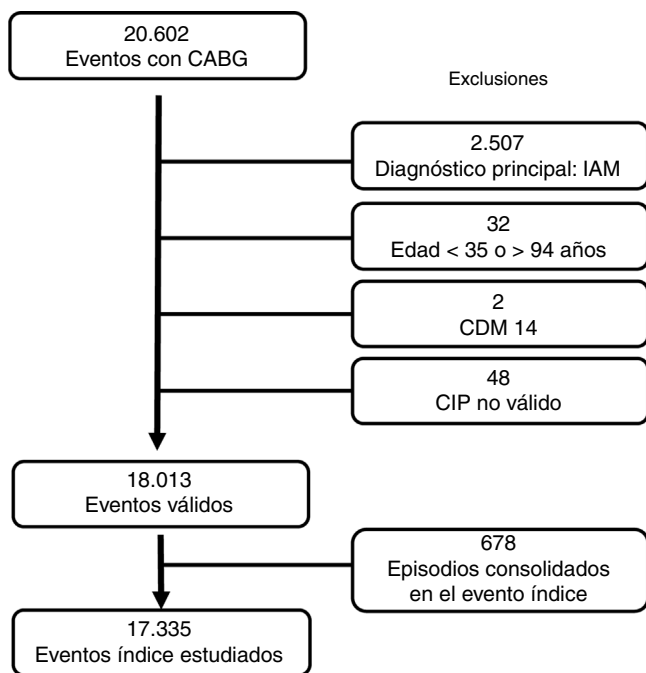 20.602
Eventos con CABG
Exclusiones
2.507
Diagnóstico principal: IAM
32
Edad < 35 o > 94 años
2
CDM 14
48
CIP no válido
18.013
Eventos válidos
678
Episodios consolidados
en el evento índice
17.335
Eventos índice estudiados